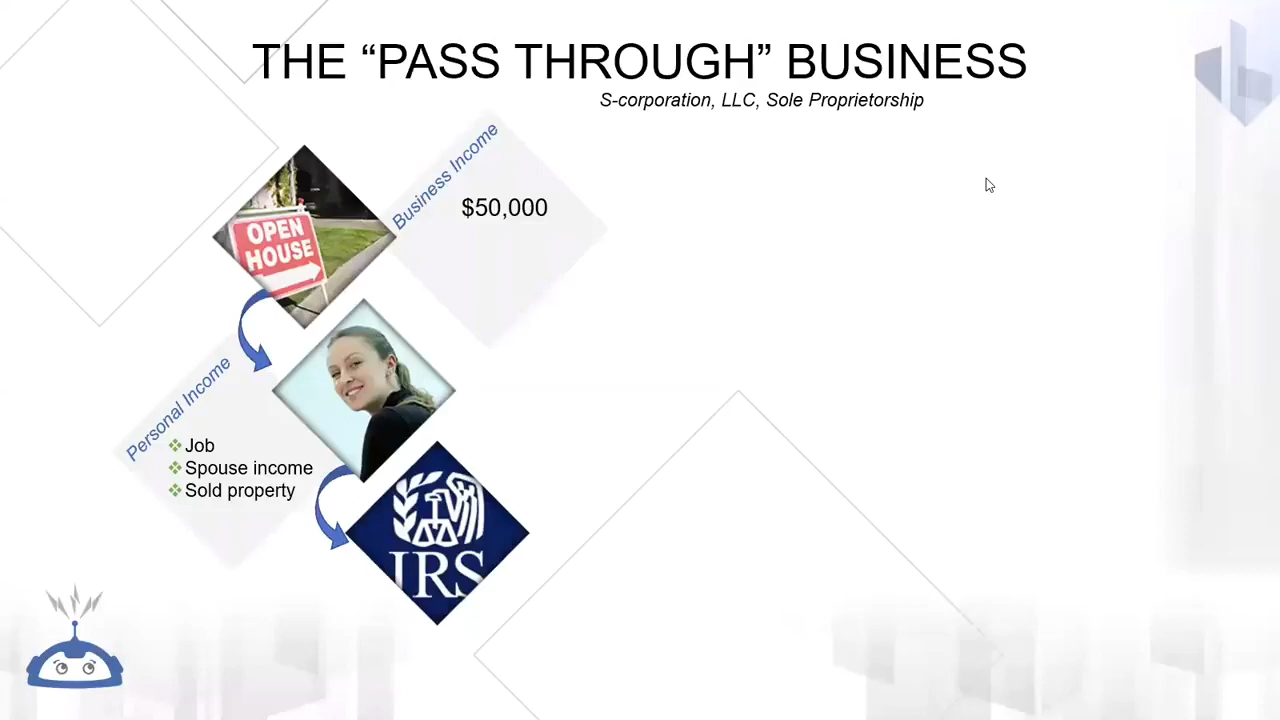 THE “PASS THROUGH” BUSINESS
S-corporation, LLC, Sole Proprietorship
OPEN
HOUSE
Business Income
$50,000
Personal Income
Job
Spouse income
Sold property
IRS